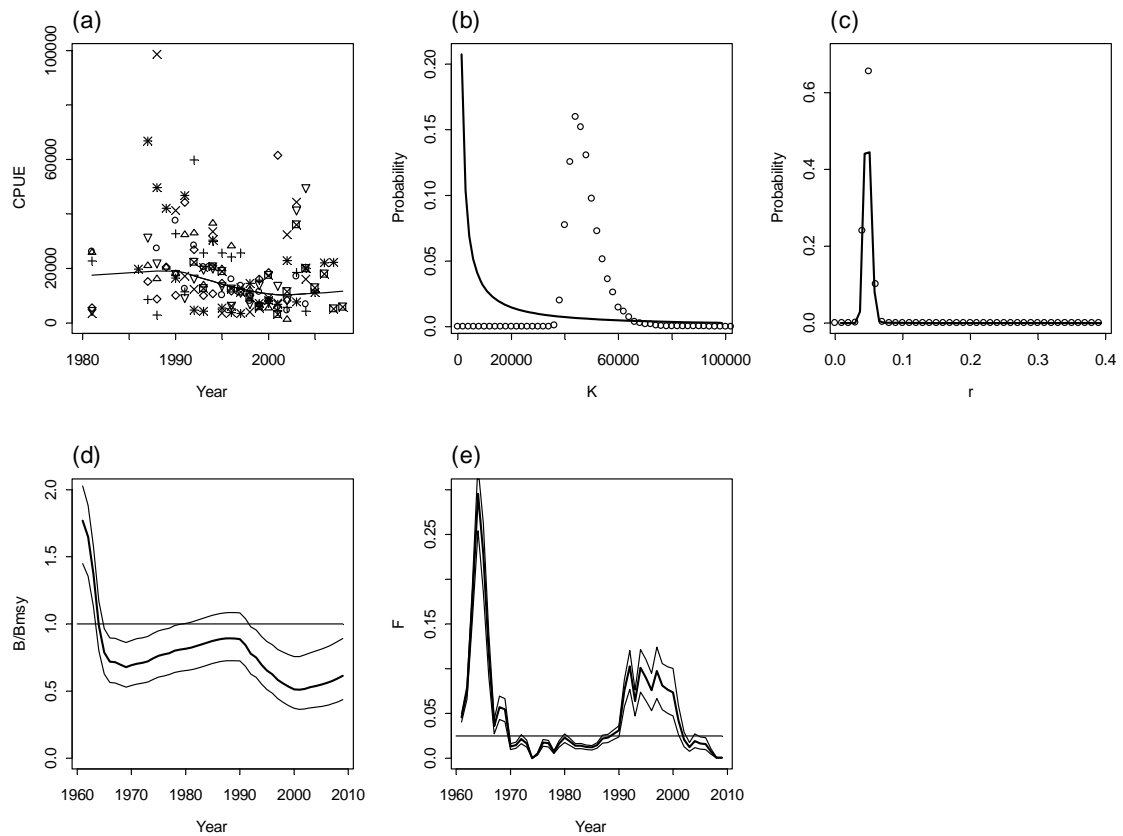 (a)
CPUE
0 20000 60000 100000
1980 1990 2000
Year
(b)
Probability
0.0 0.05 0.10 0.15 0.20
0 20000 60000 100000
K
(c)
Probability
0.0 0.2 0.4 0.6
0.0 0.1 0.2 0.3 0.4
r
(d)
B/Bmsy
0.0 0.5 1.0 1.5 2.0
1960 1970 1980 1990 2000 2010
Year
(e)
F
0.0 0.05 0.15 0.25
1960 1970 1980 1990 2000 2010
Year